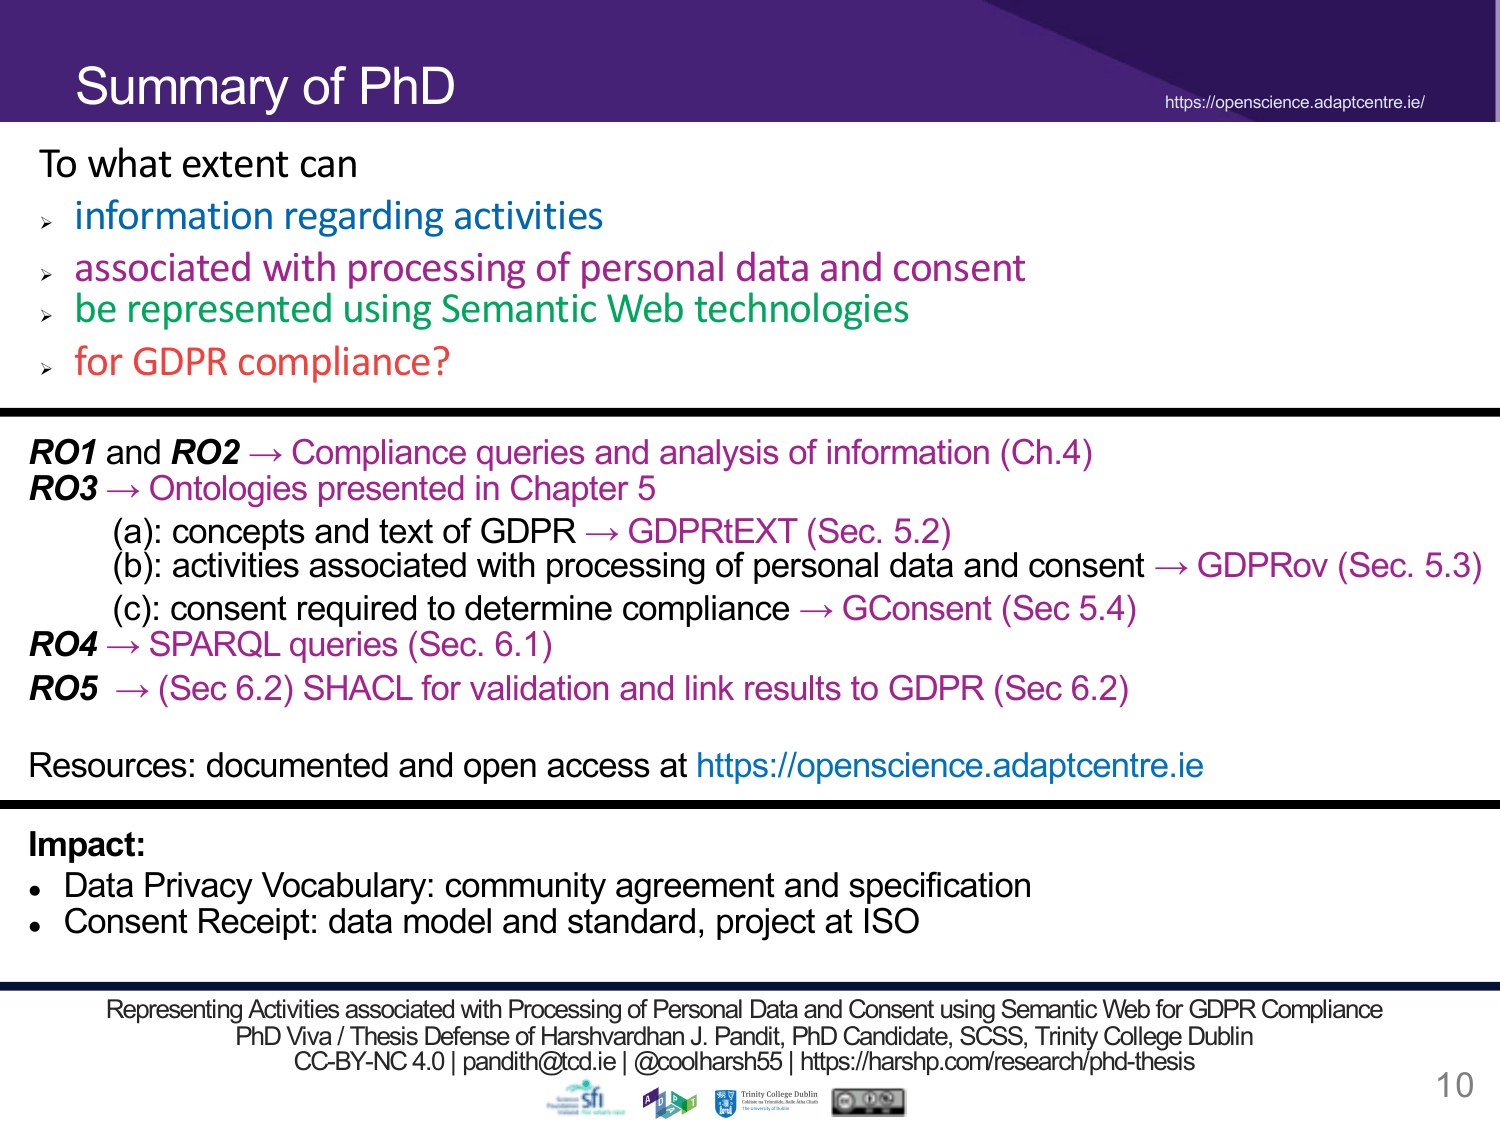 Summary of PhD
https://openscience.adaptcentre.ie/
To what extent can
➢ information regarding activities
➢ associated with processing of personal data and consent
➢ be represented using Semantic Web technologies
➢ for GDPR compliance?
RO1 and RO2 → Compliance queries and analysis of information (Ch.4)
RO3 → Ontologies presented in Chapter 5
(a): concepts and text of GDPR → GDPRtEXT (Sec. 5.2)
(b): activities associated with processing of personal data and consent → GDPRov (Sec. 5.3)
(c): consent required to determine compliance → GConsent (Sec 5.4)
RO4 → SPARQL queries (Sec. 6.1)
RO5 → (Sec 6.2) SHACL for validation and link results to GDPR (Sec 6.2)
Resources: documented and open access at https://openscience.adaptcentre.ie
Impact:
● Data Privacy Vocabulary: community agreement and specification
● Consent Receipt: data model and standard, project at ISO
Representing Activities associated with Processing of Personal Data and Consent using Semantic Web for GDPR Compliance
PhD Viva / Thesis Defense of Harshvardhan J. Pandit, PhD Candidate, SCSS, Trinity College Dublin
CC-BY-NC 4.0 | pandith@tcd.ie | @coolharsh55 | https://harshp.com/research/phd-thesis
sfi
ADAPT
Trinity College Dublin
The University of Dublin
10